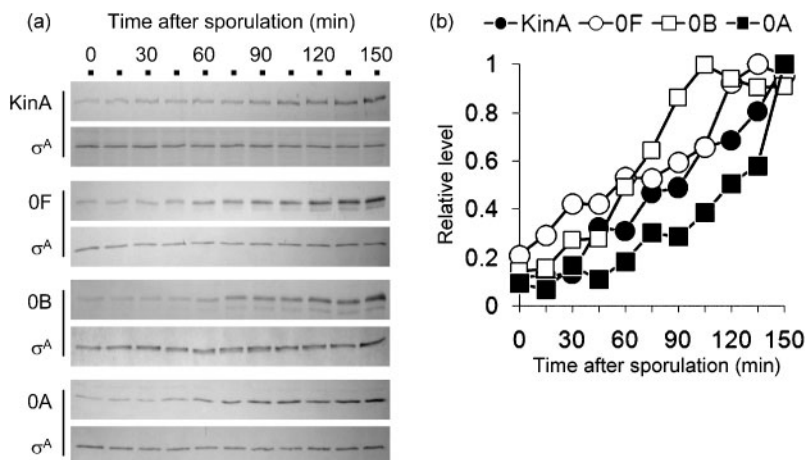 (a) Time after sporulation (min)
0 30 60 90 120 150
KinA
σA
0F
σA
0B
σA
0A
σA
(b) KinA 0F 0B 0A
1
0.8
0.6
0.4
0.2
0
Relative level
0 30 60 90 120 150
Time after sporulation (min)